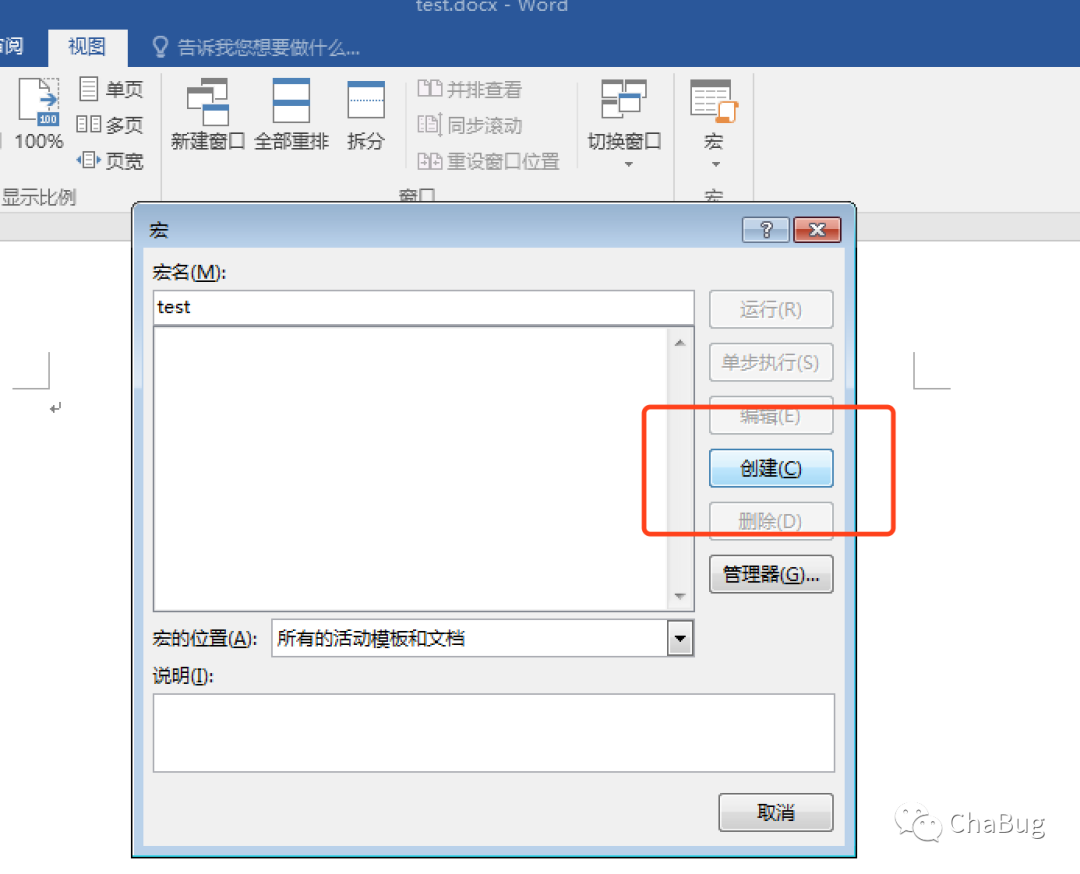 test.docx - Word
审阅 视图 告诉我您想要做什么...
单页
多页
页宽
100 100%
新建窗口 全部重排 拆分
并排查看
同步滚动
重设窗口位置
切换窗口
宏
显示比例 窗口 宏
宏
宏名(M):
test
运行(R)
单步执行(S)
编辑(E)
创建(C)
删除(D)
管理器(G)...
宏的位置(A): 所有的活动模板和文档
说明(I):
取消
ChaBug